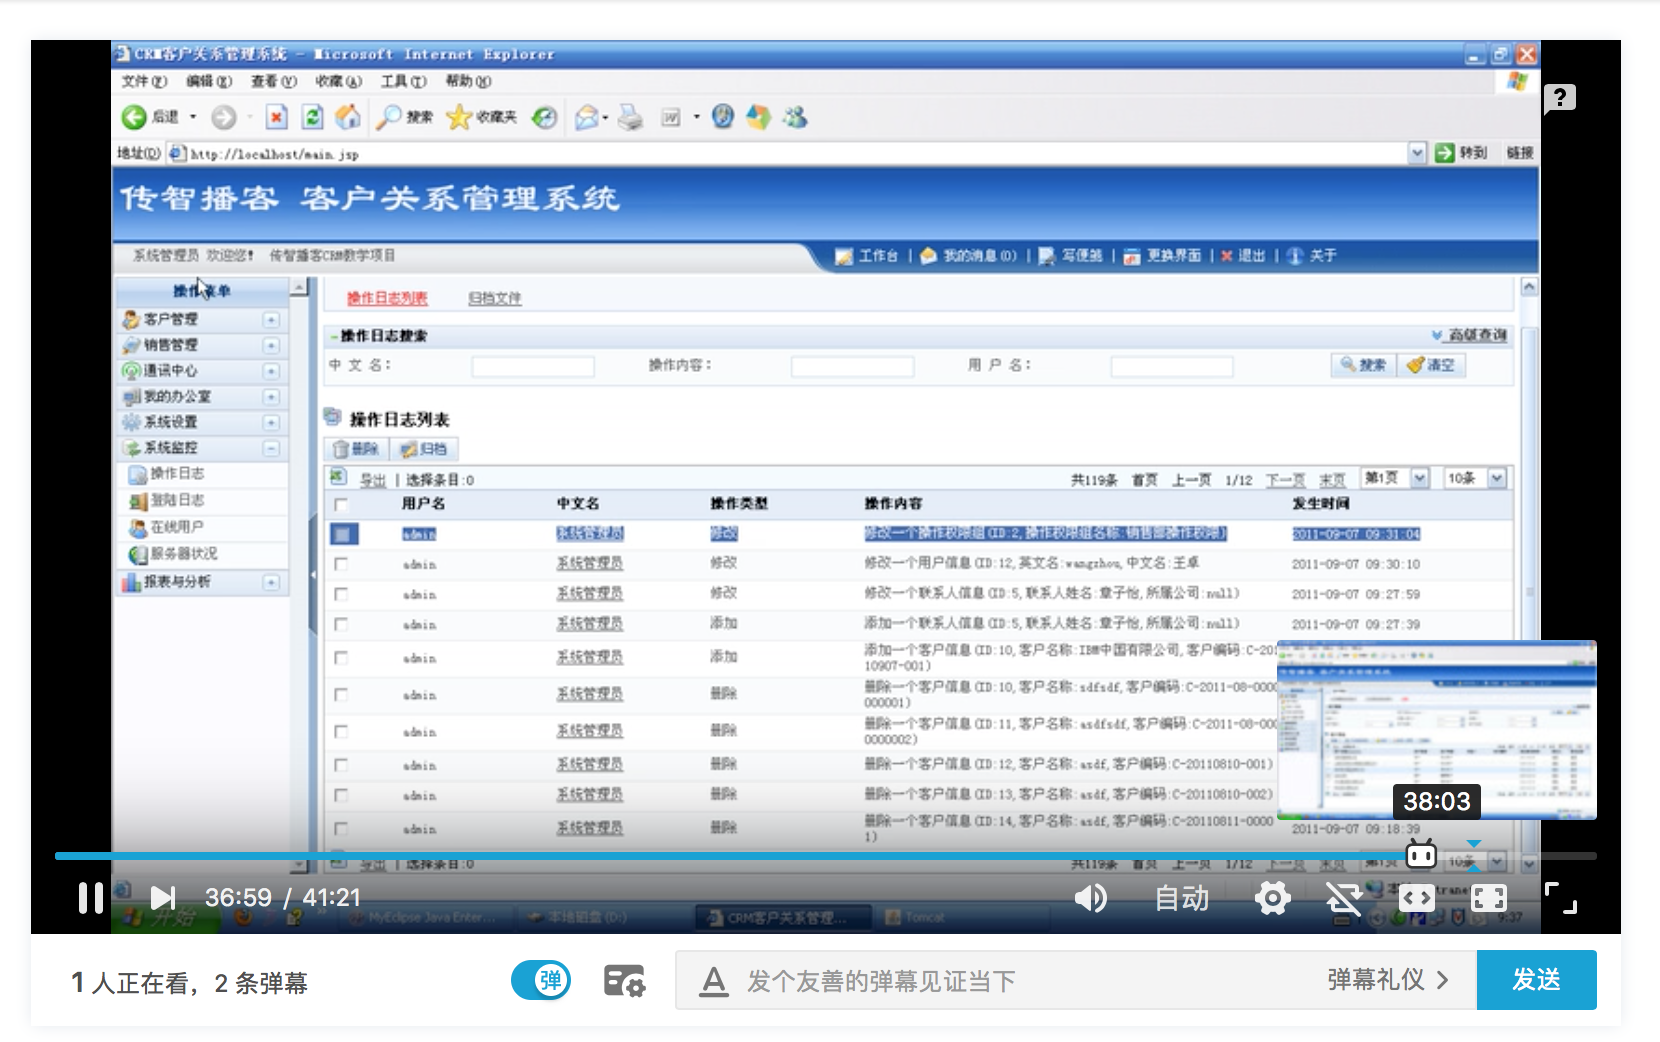 CRM客户关系管理系统 - Microsoft Internet Explorer
文件(F) 编辑(E) 查看(V) 收藏(A) 工具(T) 帮助(H)
后退 搜索 收藏夹
地址(D) http://localhost/main.jsp 转到 链接
传智播客 客户关系管理系统
系统管理员 欢迎您! 传智播客CRM教学项目 工作台 | 我的消息(0) | 写便笺 | 更换界面 | 退出 | 关于
操作菜单
客户管理
销售管理
通讯中心
我的办公室
系统设置
系统监控
操作日志
登陆日志
在线用户
服务器状况
报表与分析
操作日志列表 归档文件
-操作日志搜索 高级查询
中 文 名: 操作内容: 用 户 名: 搜索 清空
操作日志列表
删除 归档
导出 | 选择条目:0 共119条 首页 上一页 1/12 下一页 末页 第1页 10条
用户名 中文名 操作类型 操作内容 发生时间
admin 系统管理员 修改 修改一个操作权限组(ID:2,操作权限组名称:销售部操作权限) 2011-09-07 09:31:04
admin 系统管理员 修改 修改一个用户信息(ID:12,英文名:wangzhou,中文名:王卓 2011-09-07 09:30:10
admin 系统管理员 修改 修改一个联系人信息(ID:5,联系人姓名:章子怡,所属公司:null) 2011-09-07 09:27:59
admin 系统管理员 添加 添加一个联系人信息(ID:5,联系人姓名:章子怡,所属公司:null) 2011-09-07 09:27:39
admin 系统管理员 添加 添加一个客户信息(ID:10,客户名称:IBM中国有限公司,客户编码:C-201
10907-001)
admin 系统管理员 删除 删除一个客户信息(ID:10,客户名称:sdfsdf,客户编码:C-2011-08-0000
000001)
admin 系统管理员 删除 删除一个客户信息(ID:11,客户名称:asdfsdf,客户编码:C-2011-08-000
0000002)
admin 系统管理员 删除 删除一个客户信息(ID:12,客户名称:asdf,客户编码:C-20110810-001)
admin 系统管理员 删除 删除一个客户信息(ID:13,客户名称:asdf,客户编码:C-20110810-002)
admin 系统管理员 删除 删除一个客户信息(ID:14,客户名称:asdf,客户编码:C-20110811-0000
1) 2011-09-07 09:18:39
38:03
导出 | 选择条目:0 共119条 首页 上一页 1/12 下一页 末页 第1页 10条
36:59 / 41:21 自动
开始 MyEclipse Java Enter... 本地磁盘 (D:) CRM客户关系管理... Tomcat 9:37
1 人正在看, 2 条弹幕 弹 A 发个友善的弹幕见证当下 弹幕礼仪 > 发送